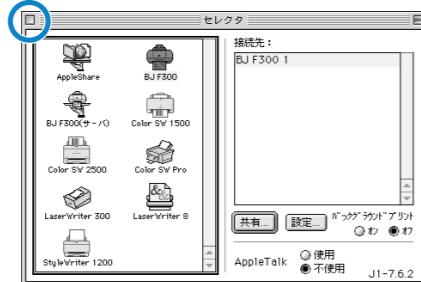 セレクタ
AppleShare
BJ F300
BJ F300(サーバ)
Color SW 1500
Color SW 2500
Color SW Pro
LaserWriter 300
LaserWriter 8
StyleWriter 1200
接続先：
BJ F300 1
共有...
設定...
バックグラウンドプリント
オン
オフ
AppleTalk
使用
不使用
J1-7.6.2